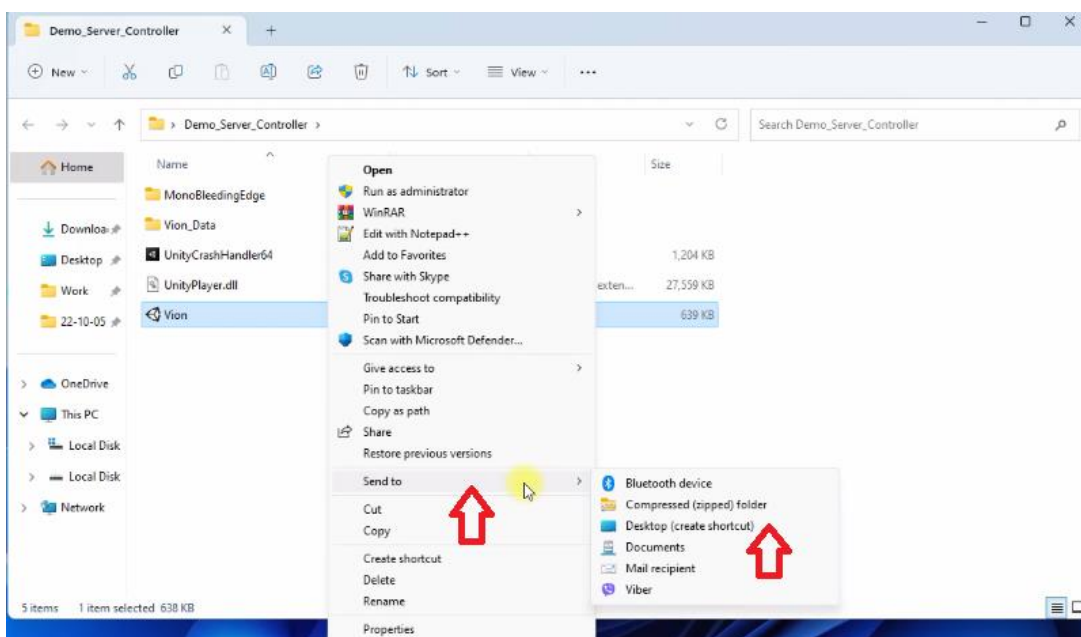 Demo_Server_Controller
New
Sort
View
Demo_Server_Controller
Search Demo_Server_Controller
Home
Downloa
Desktop
Work
22-10-05
OneDrive
This PC
Local Disk
Local Disk
Network
Name
Size
MonoBleedingEdge
Vion_Data
UnityCrashHandler64
1,204 KB
UnityPlayer.dll
exten...
27,559 KB
Vion
639 KB
Open
Run as administrator
WinRAR
Edit with Notepad++
Add to Favorites
Share with Skype
Troubleshoot compatibility
Pin to Start
Scan with Microsoft Defender...
Give access to
Pin to taskbar
Copy as path
Share
Restore previous versions
Send to
Cut
Copy
Create shortcut
Delete
Rename
Properties
Bluetooth device
Compressed (zipped) folder
Desktop (create shortcut)
Documents
Mail recipient
Viber
5 items 1 item selected 638 KB